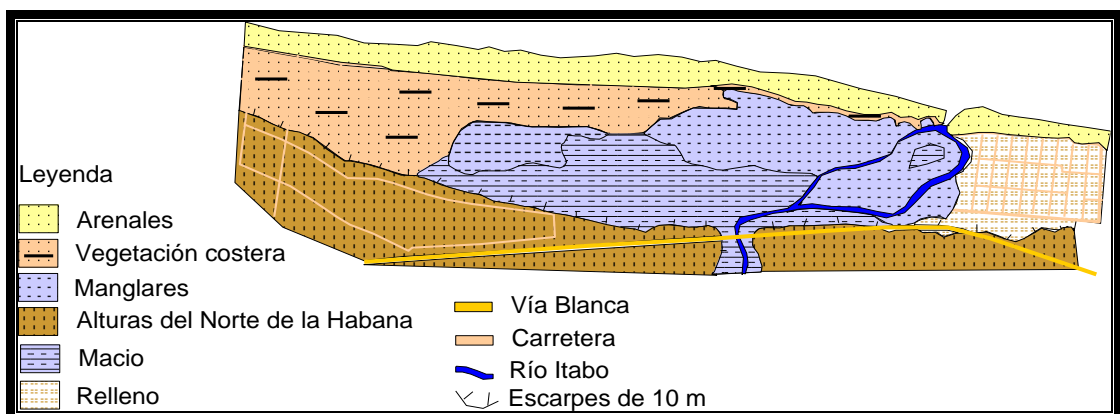 Leyenda
Arenales
Vegetación costera
Manglares
Alturas del Norte de la Habana
Macio
Relleno
Vía Blanca
Carretera
Río Itabo
Escarpes de 10 m